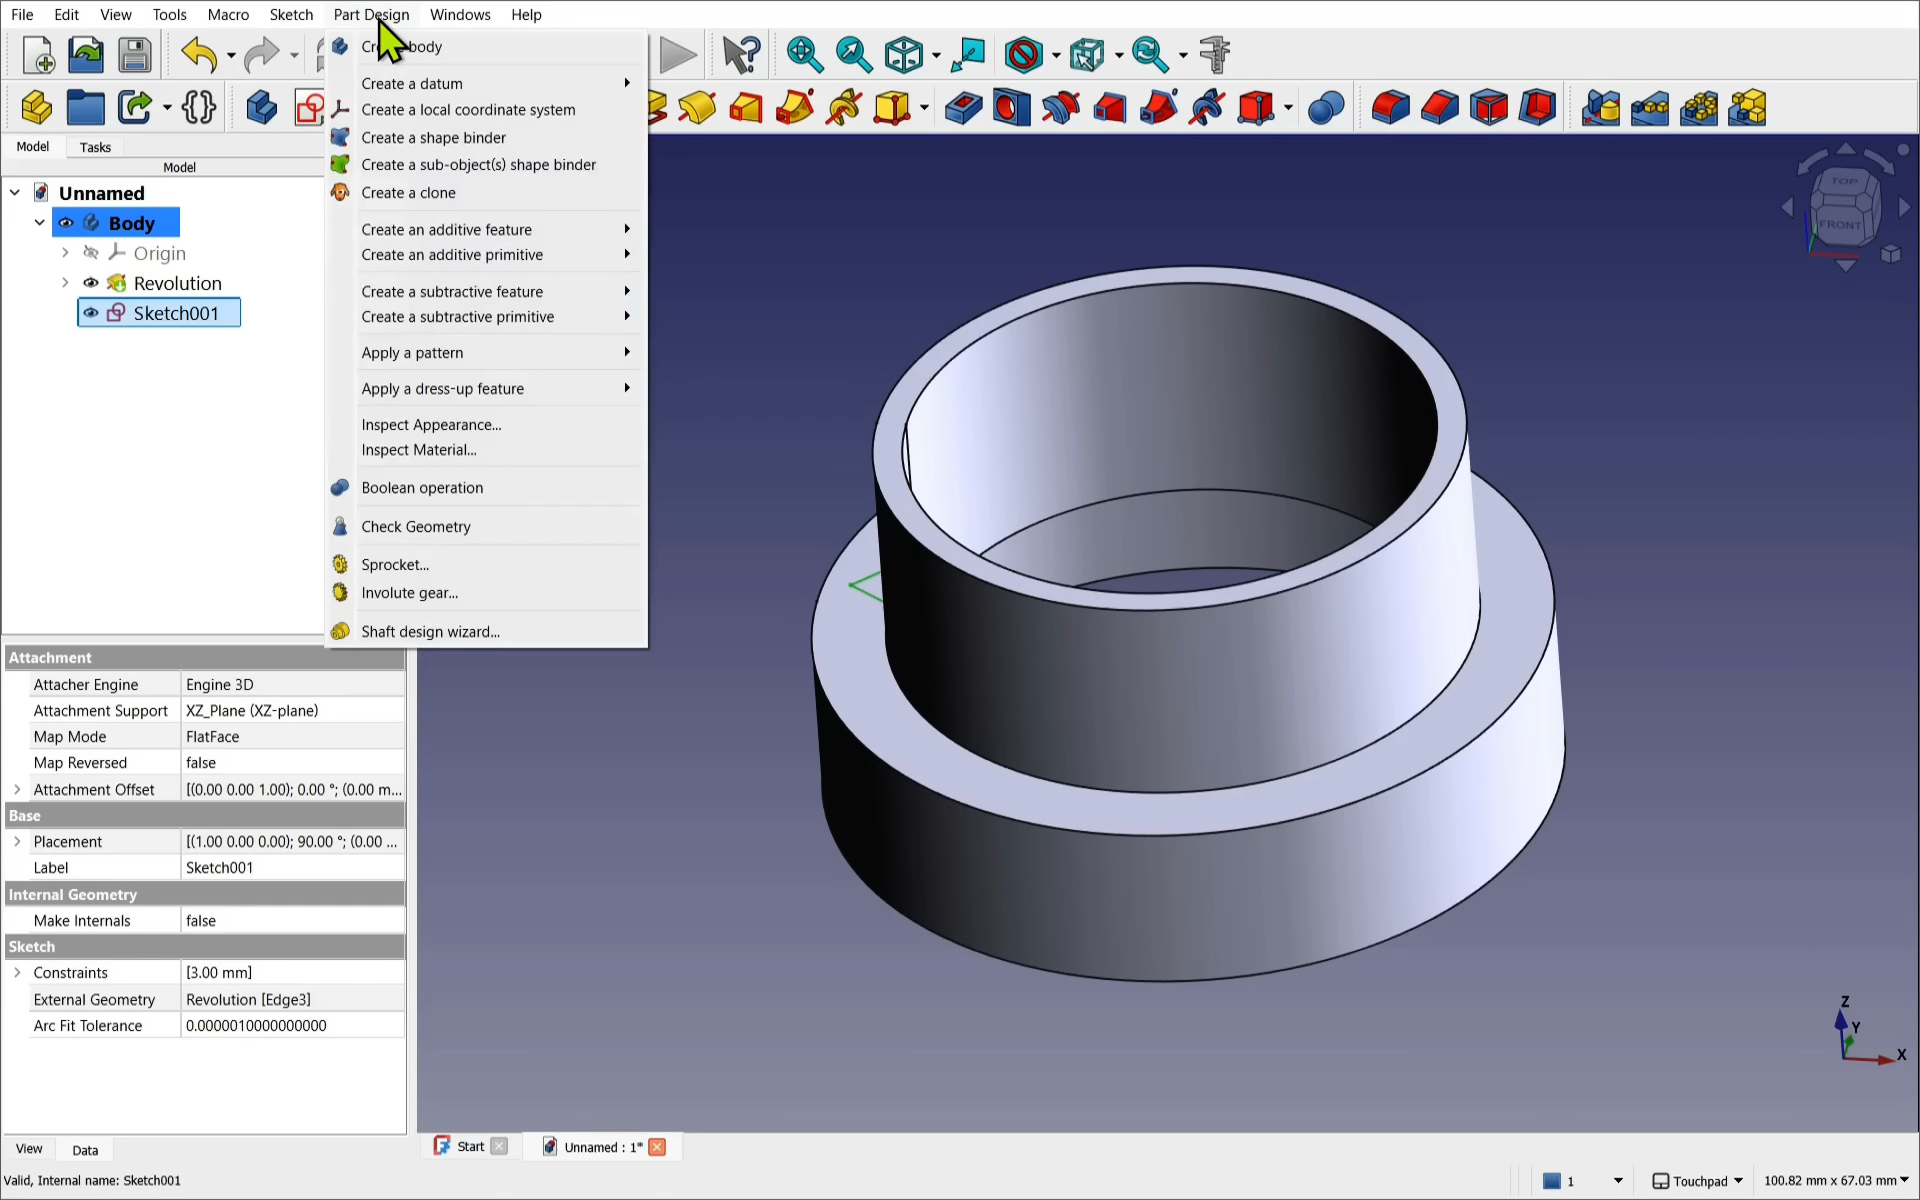 File Edit View Tools Macro Sketch Part Design Windows Help
Model Tasks
Model
Unnamed
Body
Origin
Revolution
Sketch001
body
Create a datum
Create a local coordinate system
Create a shape binder
Create a sub-object(s) shape binder
Create a clone
Create an additive feature
Create an additive primitive
Create a subtractive feature
Create a subtractive primitive
Apply a pattern
Apply a dress-up feature
Inspect Appearance...
Inspect Material...
Boolean operation
Check Geometry
Sprocket...
Involute gear...
Shaft design wizard...
TOP
FRONT
Attachment
Attacher Engine Engine 3D
Attachment Support XZ_Plane (XZ-plane)
Map Mode FlatFace
Map Reversed false
Attachment Offset [(0.00 0.00 1.00); 0.00 °; (0.00 m...
Base
Placement [(1.00 0.00 0.00); 90.00 °; (0.00 ...
Label Sketch001
Internal Geometry
Make Internals false
Sketch
Constraints [3.00 mm]
External Geometry Revolution [Edge3]
Arc Fit Tolerance 0.0000010000000000
Z
Y
X
View Data
Start Unnamed : 1*
Valid, Internal name: Sketch001
1 Touchpad 100.82 mm x 67.03 mm